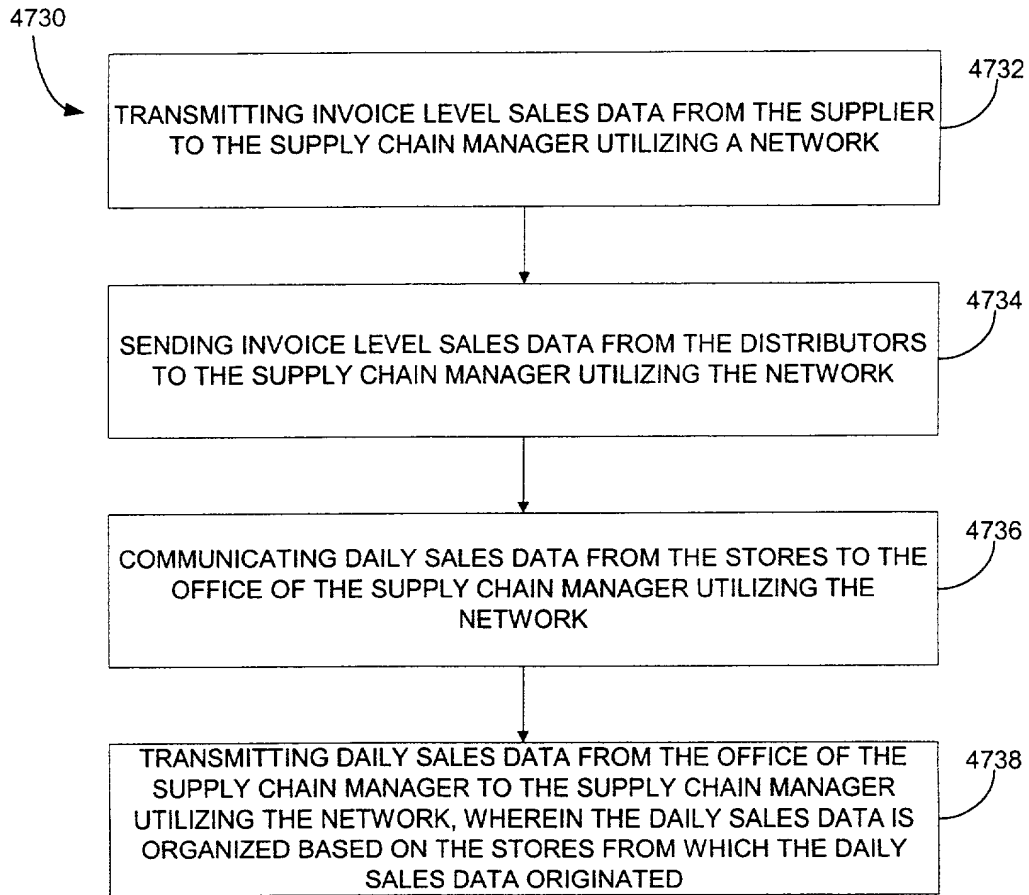 4730
4732
TRANSMITTING INVOICE LEVEL SALES DATA FROM THE SUPPLIER
TO THE SUPPLY CHAIN MANAGER UTILIZING A NETWORK
4734
SENDING INVOICE LEVEL SALES DATA FROM THE DISTRIBUTORS
TO THE SUPPLY CHAIN MANAGER UTILIZING THE NETWORK
4736
COMMUNICATING DAILY SALES DATA FROM THE STORES TO THE
OFFICE OF THE SUPPLY CHAIN MANAGER UTILIZING THE
NETWORK
4738
TRANSMITTING DAILY SALES DATA FROM THE OFFICE OF THE
SUPPLY CHAIN MANAGER TO THE SUPPLY CHAIN MANAGER
UTILIZING THE NETWORK, WHEREIN THE DAILY SALES DATA IS
ORGANIZED BASED ON THE STORES FROM WHICH THE DAILY
SALES DATA ORIGINATED